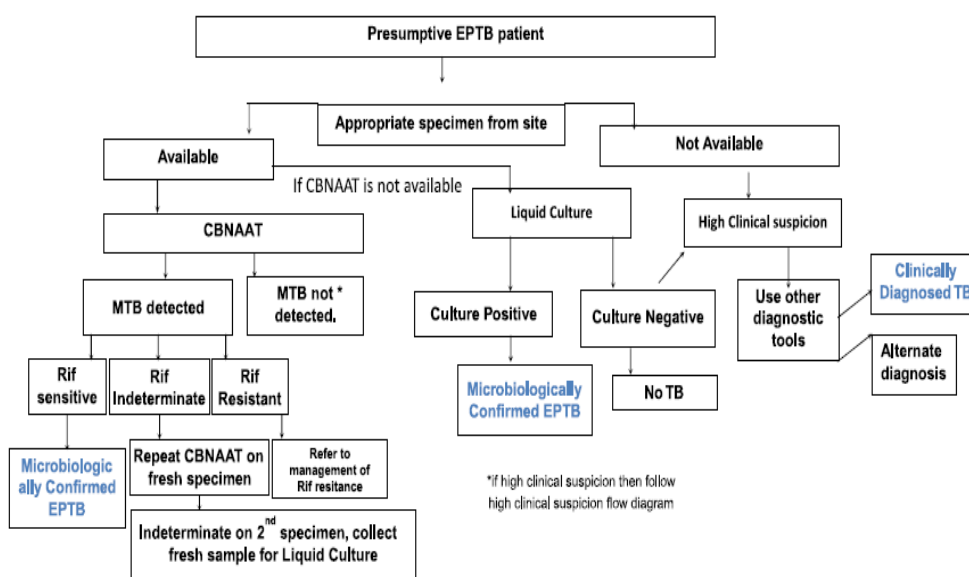 Presumptive EPTB patient
Appropriate specimen from site
Available
Not Available
If CBNAAT is not available
CBNAAT
Liquid Culture
High Clinical suspicion
MTB detected
MTB not *
detected.
Culture Positive
Culture Negative
Use other
diagnostic
tools
Clinically
Diagnosed TB
Alternate
diagnosis
Rif
sensitive
Rif
Indeterminate
Rif
Resistant
Microbiologically
Confirmed EPTB
No TB
Microbiologic
ally Confirmed
EPTB
Repeat CBNAAT on
fresh specimen
Refer to
management of
Rif resitance
*if high clinical suspicion then follow
high clinical suspicion flow diagram
Indeterminate on 2nd specimen, collect
fresh sample for Liquid Culture